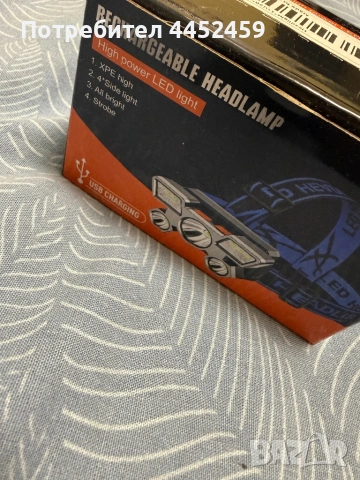 Потребител 4452459
RECHARGEABLE HEADLAMP
High power LED light
1. XPE high
2. 4*Side light
3. All bright
4. Strobe
USB CHARGING
LED
BAZAR